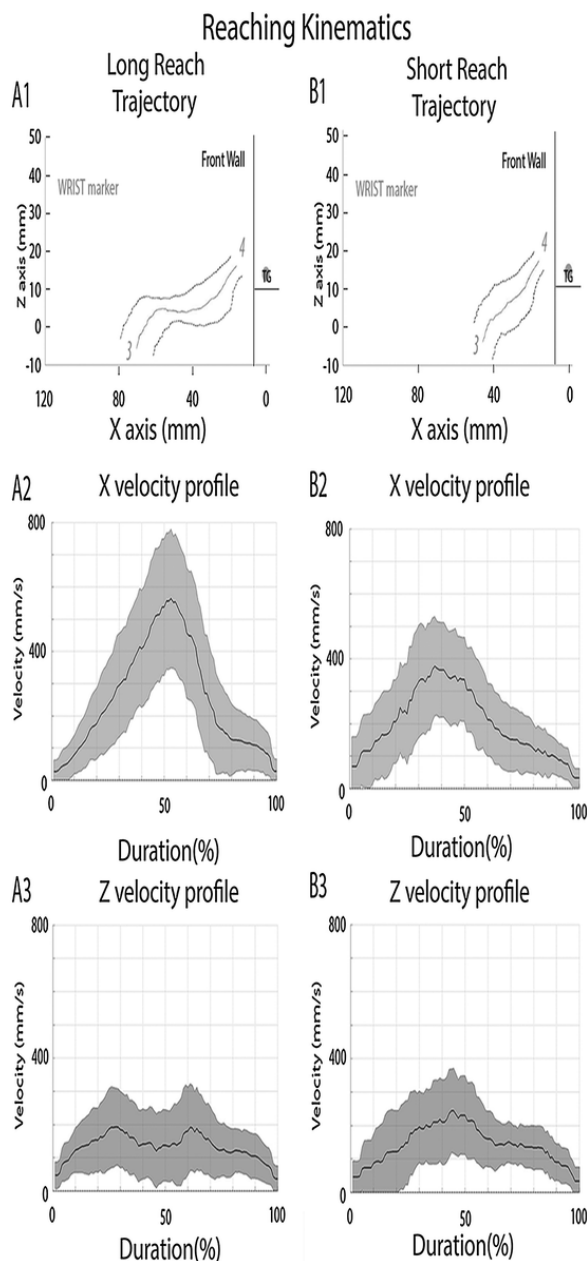 Reaching Kinematics
A1
Long Reach
Trajectory
50
40
30
20
10
0
-10
Z axis (mm)
WRIST marker
Front Wall
4
3
TG
120
80
40
0
X axis (mm)
B1
Short Reach
Trajectory
50
40
30
20
10
0
-10
Z axis (mm)
WRIST marker
Front Wall
4
3
TG
120
80
40
0
X axis (mm)
A2
X velocity profile
800
400
0
Velocity (mm/s)
0
50
100
Duration(%)
B2
X velocity profile
800
400
0
Velocity (mm/s)
0
50
100
Duration(%)
A3
Z velocity profile
800
400
0
Velocity (mm/s)
0
50
100
Duration(%)
B3
Z velocity profile
800
400
0
Velocity (mm/s)
0
50
100
Duration(%)